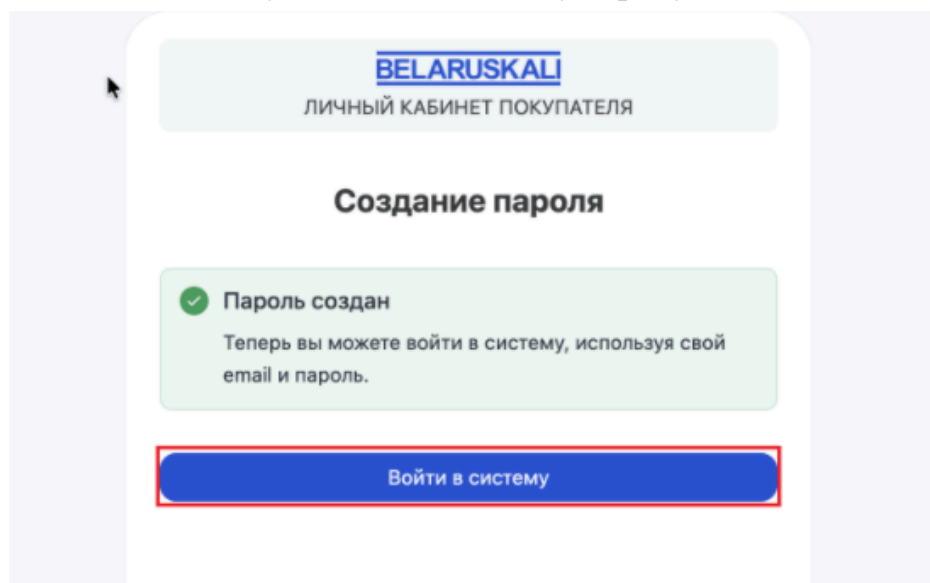 BELARUSKALI
ЛИЧНЫЙ КАБИНЕТ ПОКУПАТЕЛЯ
Создание пароля
Пароль создан
Теперь вы можете войти в систему, используя свой
email и пароль.
Войти в систему